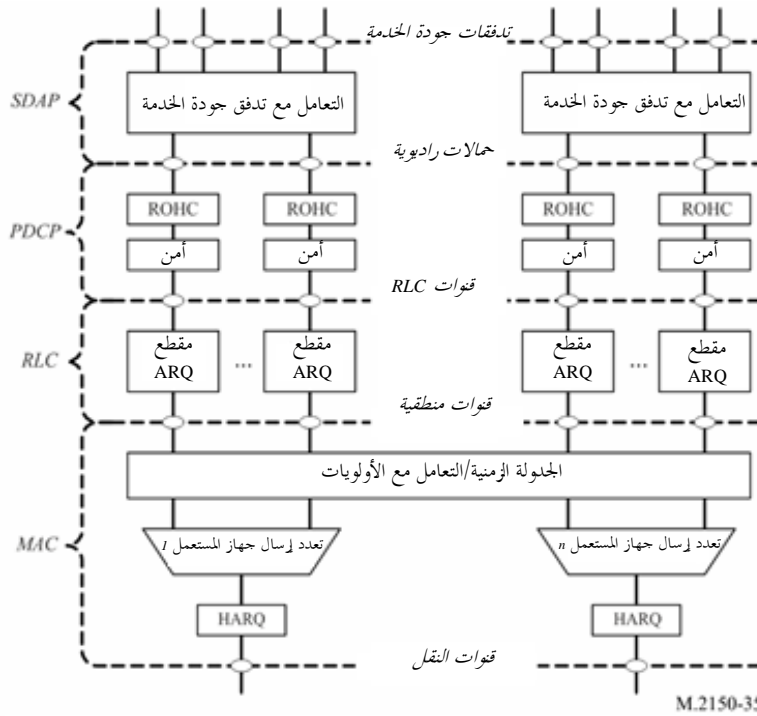 تدفقات جودة الخدمة
SDAP
التعامل مع تدفق جودة الخدمة
التعامل مع تدفق جودة الخدمة
حمالات راديوية
PDCP
ROHC
ROHC
ROHC
ROHC
أمن
أمن
أمن
أمن
قنوات RLC
RLC
مقطع
ARQ
...
مقطع
ARQ
مقطع
ARQ
...
مقطع
ARQ
قنوات منطقية
MAC
الجدولة الزمنية/التعامل مع الأولويات
تعدد إرسال جهاز المستعمل 1
تعدد إرسال جهاز المستعمل n
HARQ
HARQ
قنوات النقل
M.2150-35